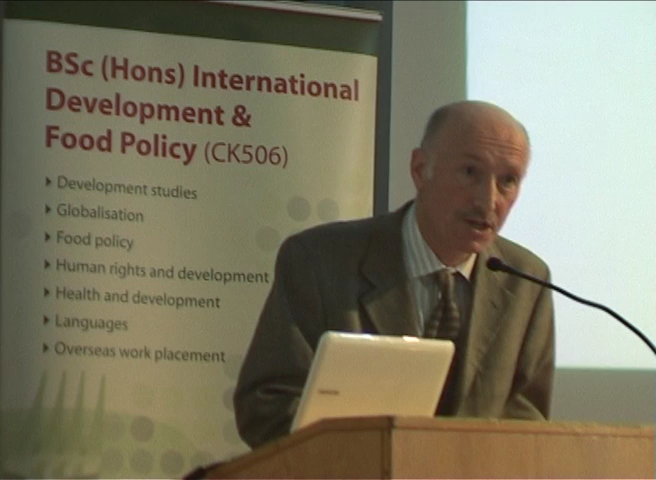 BSc (Hons) International
Development &
Food Policy (CK506)
Development studies
Globalisation
Food policy
Human rights and development
Health and development
Languages
Overseas work placement